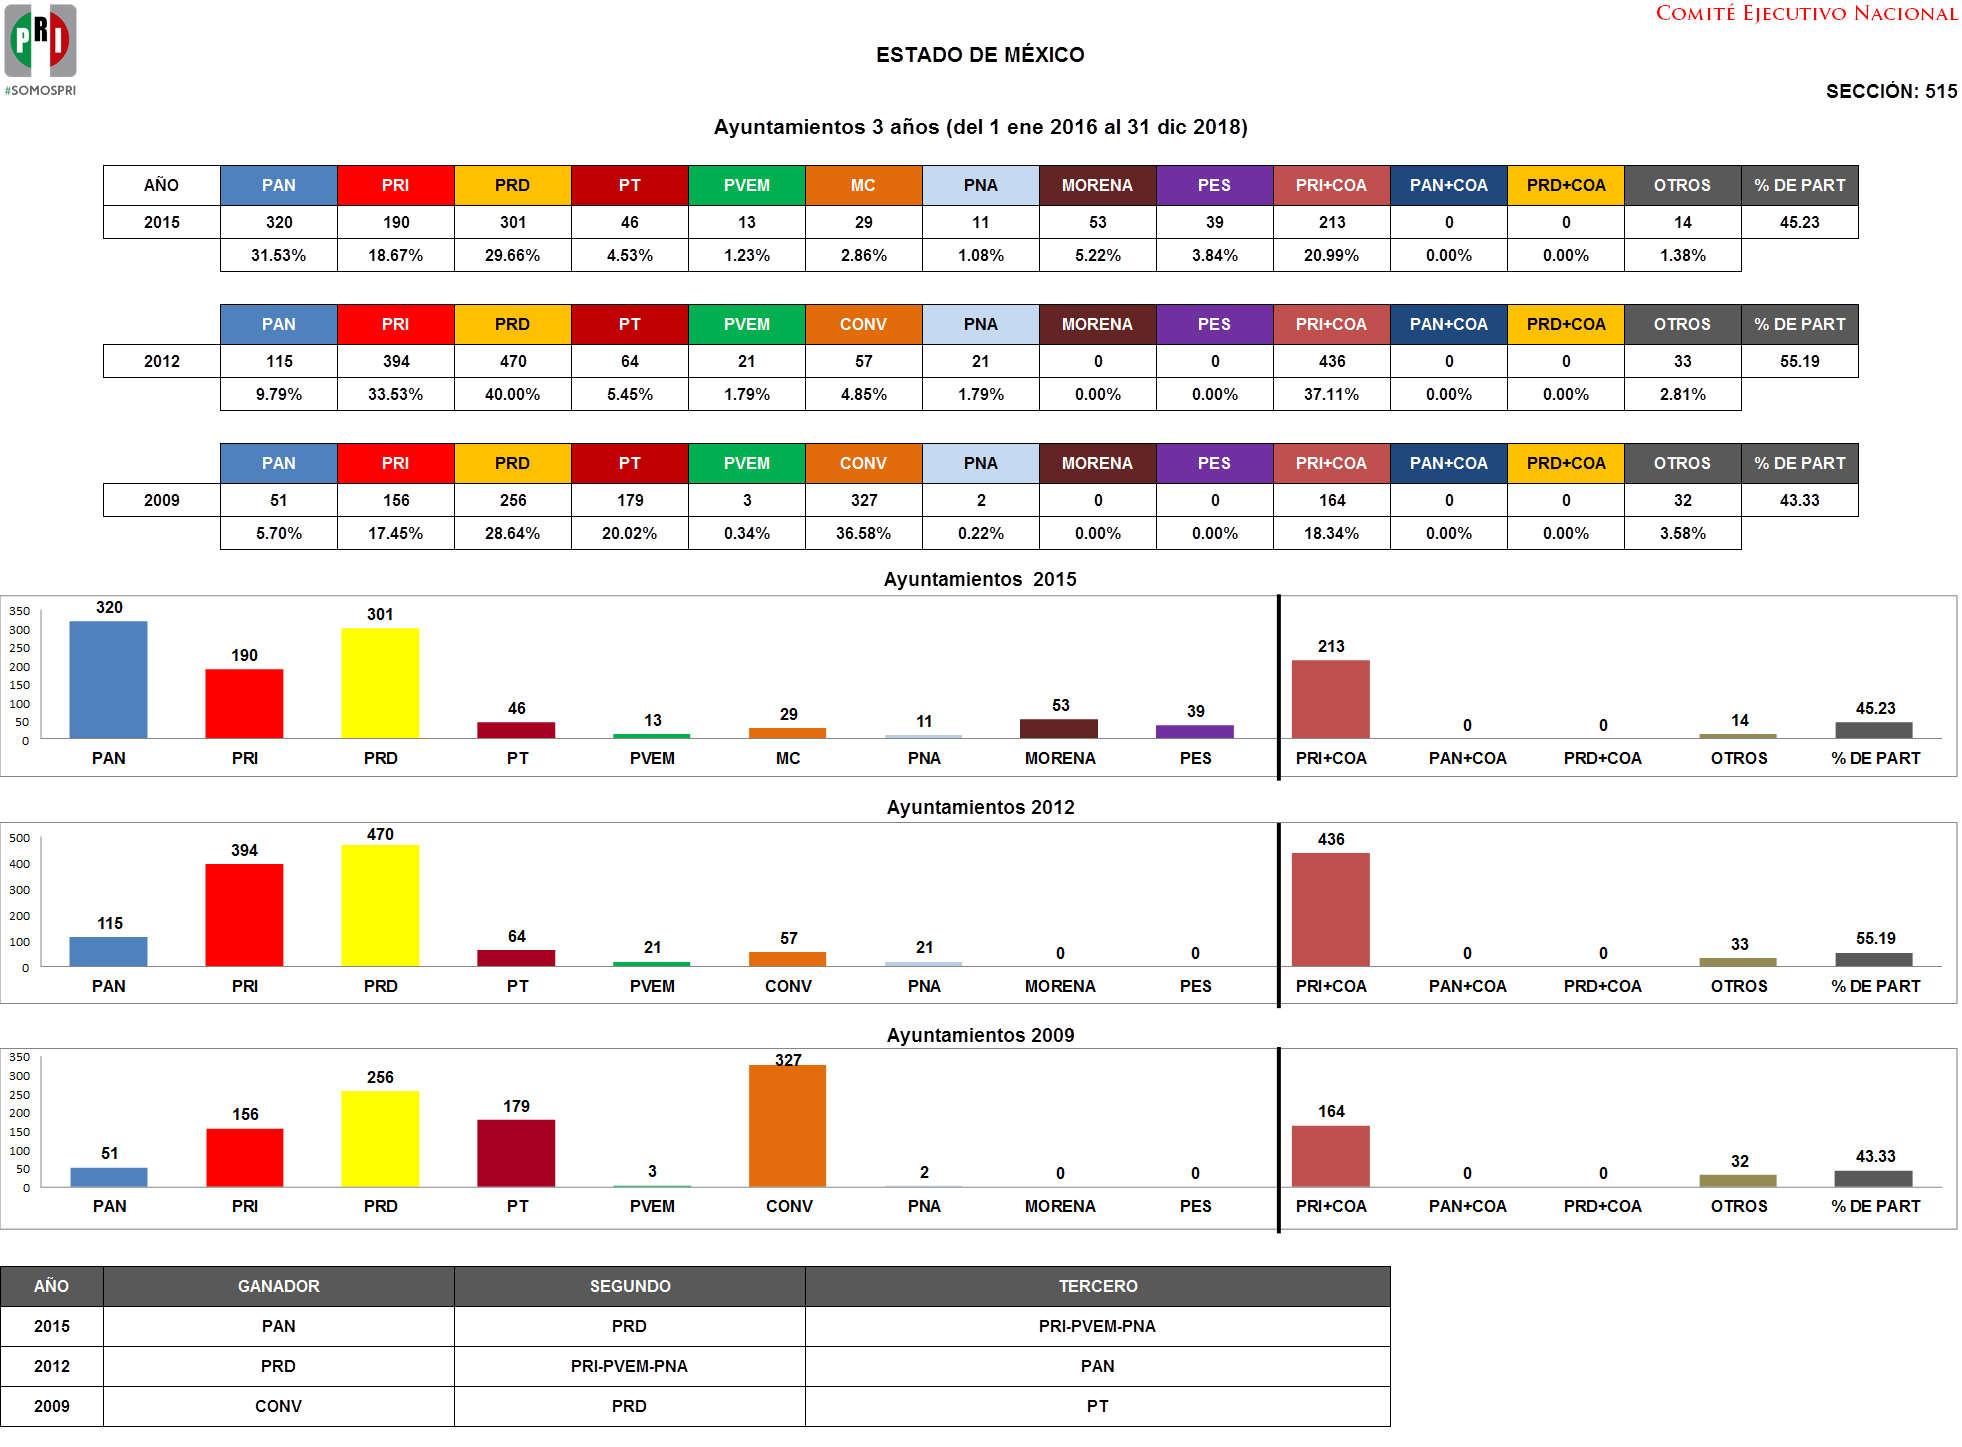 PRI
#SOMOSPRI
COMITÉ EJECUTIVO NACIONAL
ESTADO DE MÉXICO
SECCIÓN: 515
Ayuntamientos 3 años (del 1 ene 2016 al 31 dic 2018)
AÑO PAN PRI PRD PT PVEM MC PNA MORENA PES PRI+COA PAN+COA PRD+COA OTROS % DE PART
2015 320 190 301 46 13 29 11 53 39 213 0 0 14 45.23
31.53% 18.67% 29.66% 4.53% 1.23% 2.86% 1.08% 5.22% 3.84% 20.99% 0.00% 0.00% 1.38%
PAN PRI PRD PT PVEM CONV PNA MORENA PES PRI+COA PAN+COA PRD+COA OTROS % DE PART
2012 115 394 470 64 21 57 21 0 0 436 0 0 33 55.19
9.79% 33.53% 40.00% 5.45% 1.79% 4.85% 1.79% 0.00% 0.00% 37.11% 0.00% 0.00% 2.81%
PAN PRI PRD PT PVEM CONV PNA MORENA PES PRI+COA PAN+COA PRD+COA OTROS % DE PART
2009 51 156 256 179 3 327 2 0 0 164 0 0 32 43.33
5.70% 17.45% 28.64% 20.02% 0.34% 36.58% 0.22% 0.00% 0.00% 18.34% 0.00% 0.00% 3.58%
Ayuntamientos 2015
350
300
250
200
150
100
50
0
320 190 301 46 13 29 11 53 39 213 0 0 14 45.23
PAN PRI PRD PT PVEM MC PNA MORENA PES PRI+COA PAN+COA PRD+COA OTROS % DE PART
Ayuntamientos 2012
500
400
300
200
100
0
115 394 470 64 21 57 21 0 0 436 0 0 33 55.19
PAN PRI PRD PT PVEM CONV PNA MORENA PES PRI+COA PAN+COA PRD+COA OTROS % DE PART
Ayuntamientos 2009
350
300
250
200
150
100
50
0
51 156 256 179 3 327 2 0 0 164 0 0 32 43.33
PAN PRI PRD PT PVEM CONV PNA MORENA PES PRI+COA PAN+COA PRD+COA OTROS % DE PART
AÑO GANADOR SEGUNDO TERCERO
2015 PAN PRD PRI-PVEM-PNA
2012 PRD PRI-PVEM-PNA PAN
2009 CONV PRD PT